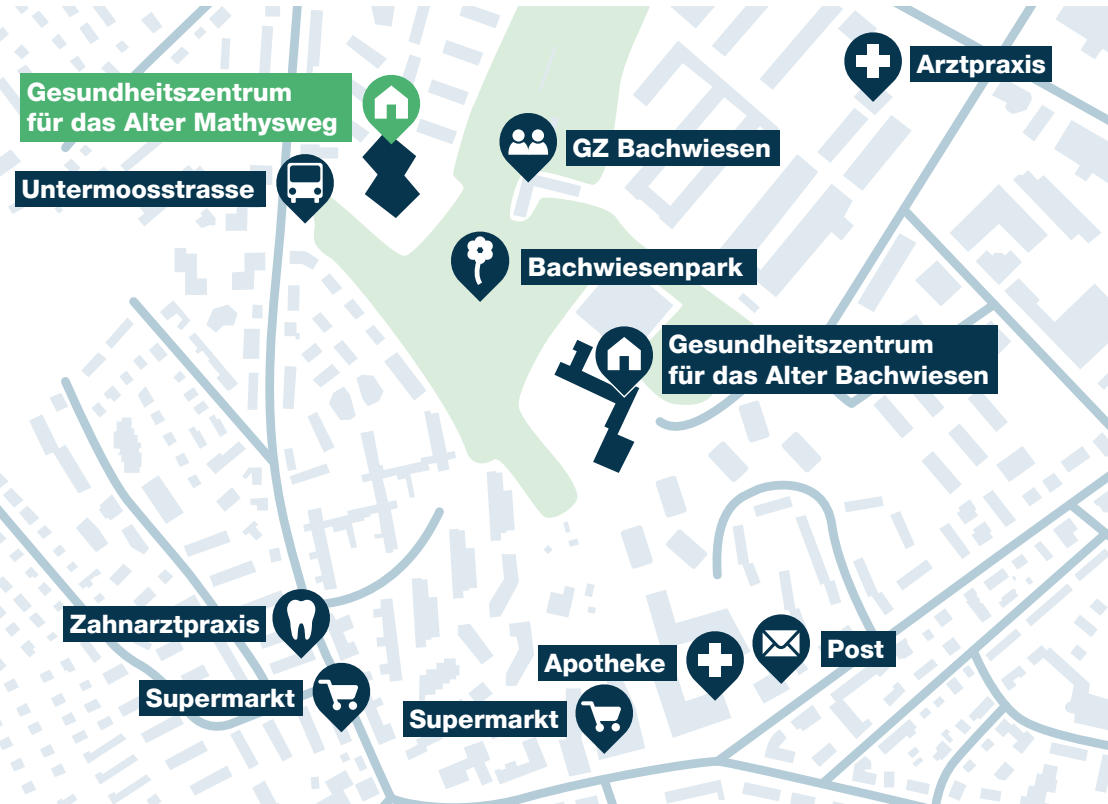 Arztpraxis
Gesundheitszentrum
für das Alter Mathysweg
GZ Bachwiesen
Untermoosstrasse
Bachwiesenpark
Gesundheitszentrum
für das Alter Bachwiesen
Zahnarztpraxis
Apotheke
Post
Supermarkt
Supermarkt